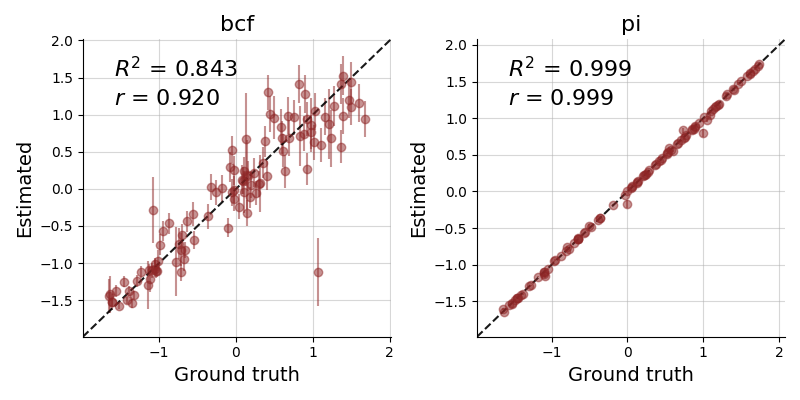 bcf
R² = 0.843
r = 0.920
Estimated
2.0
1.5
1.0
0.5
0.0
−0.5
−1.0
−1.5
−1
0
1
2
Ground truth
pi
R² = 0.999
r = 0.999
Estimated
2.0
1.5
1.0
0.5
0.0
−0.5
−1.0
−1.5
−1
0
1
2
Ground truth